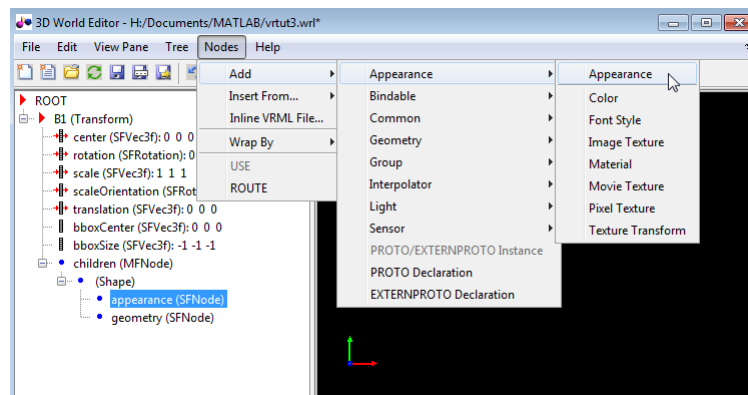 3D World Editor - H:/Documents/MATLAB/vrtut3.wrl*
File Edit View Pane Tree Nodes Help
ROOT
B1 (Transform)
center (SFVec3f): 0 0 0
rotation (SFRotation): 0
scale (SFVec3f): 1 1 1
scaleOrientation (SFRot
translation (SFVec3f): 0 0 0
bboxCenter (SFVec3f): 0 0 0
bboxSize (SFVec3f): -1 -1 -1
children (MFNode)
(Shape)
appearance (SFNode)
geometry (SFNode)
Add
Insert From...
Inline VRML File...
Wrap By
USE
ROUTE
Appearance
Bindable
Common
Geometry
Group
Interpolator
Light
Sensor
PROTO/EXTERNPROTO Instance
PROTO Declaration
EXTERNPROTO Declaration
Appearance
Color
Font Style
Image Texture
Material
Movie Texture
Pixel Texture
Texture Transform